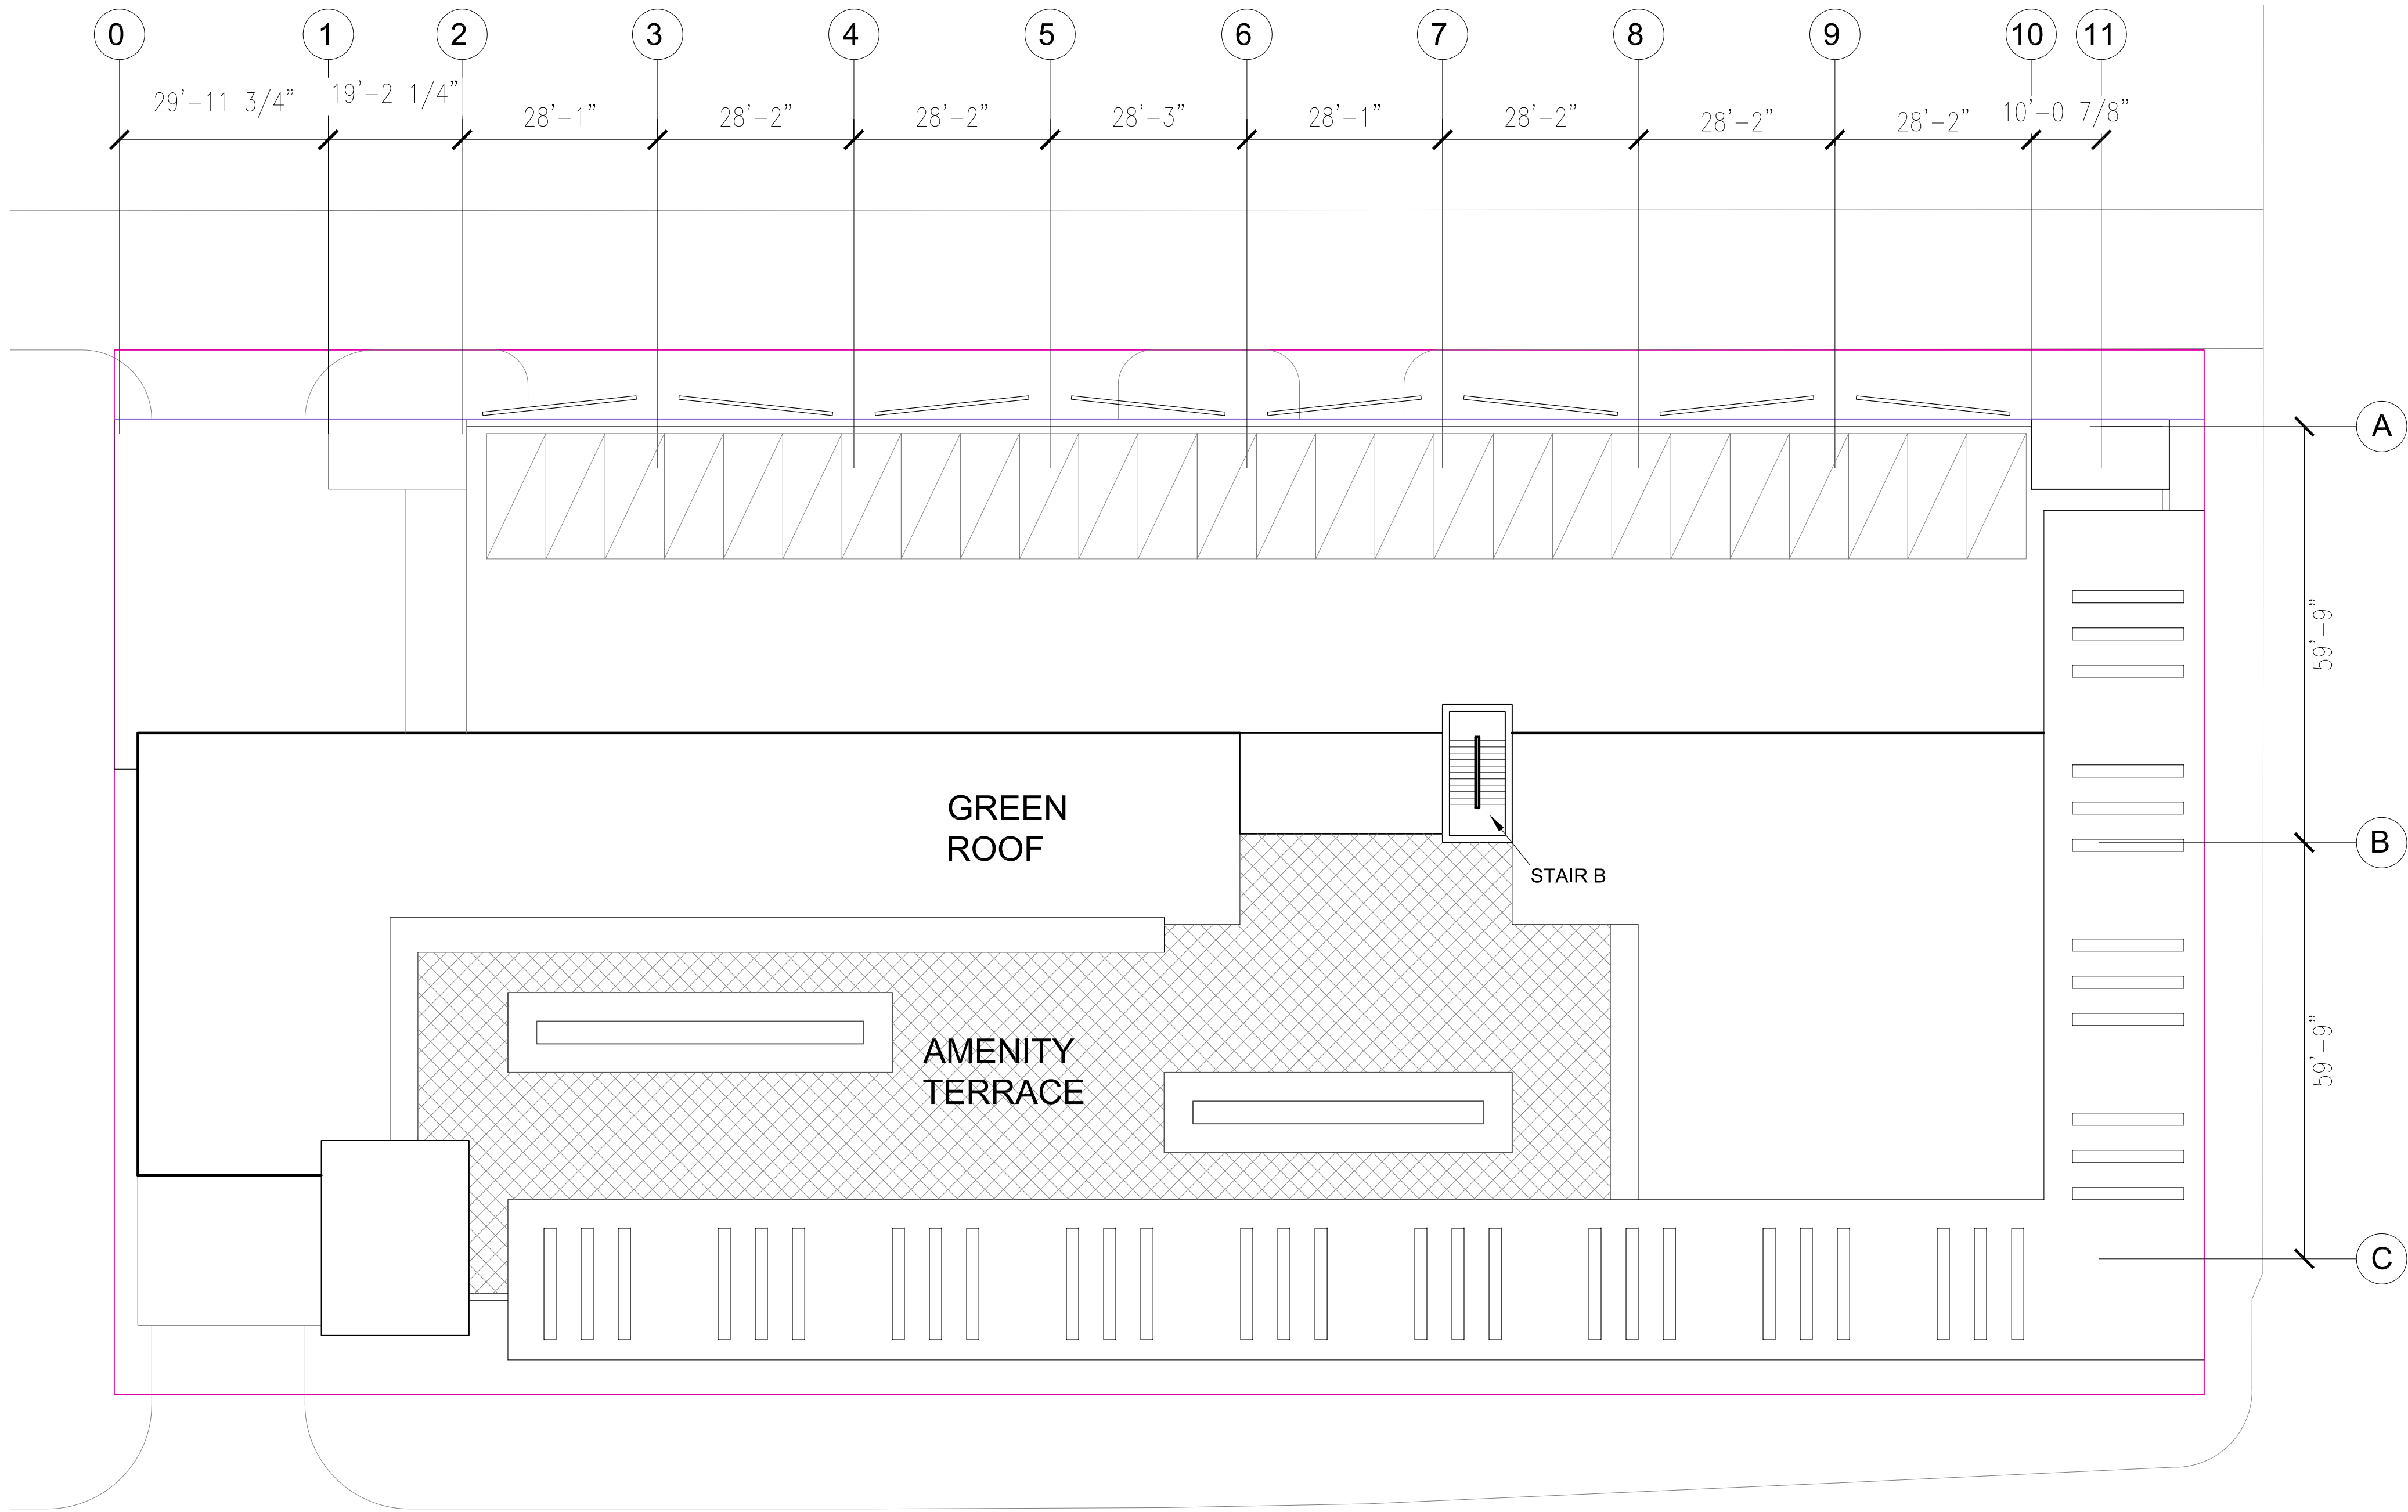 0 1 2 3 4 5 6 7 8 9 10 11
29'-11 3/4" 19'-2 1/4" 28'-1" 28'-2" 28'-2" 28'-3" 28'-1" 28'-2" 28'-2" 28'-2" 10'-0 7/8"
A
59'-9"
GREEN
ROOF
B
STAIR B
AMENITY
TERRACE
59'-9"
C